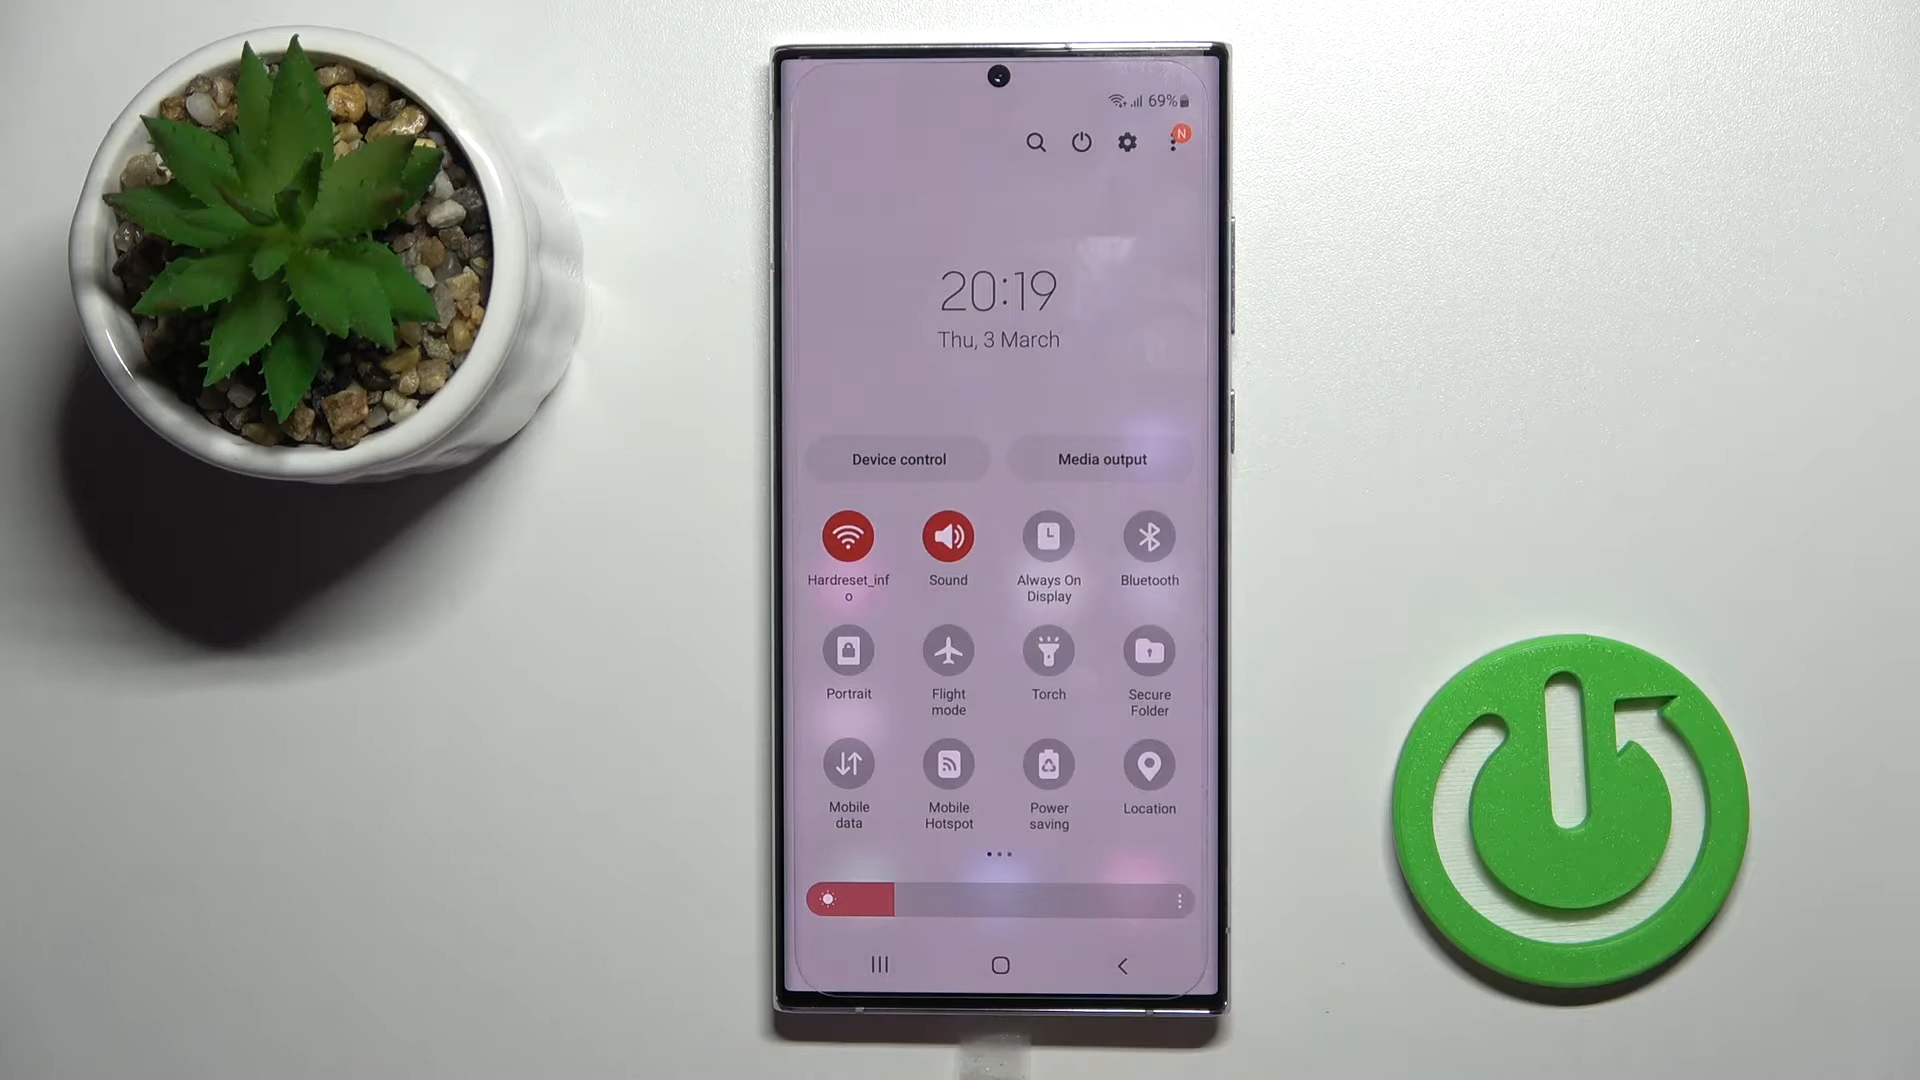 69%
N
20:19
Thu, 3 March
Device control
Media output
Hardreset_inf
o
Sound
Always On
Display
Bluetooth
Portrait
Flight
mode
Torch
Secure
Folder
Mobile
data
Mobile
Hotspot
Power
saving
Location